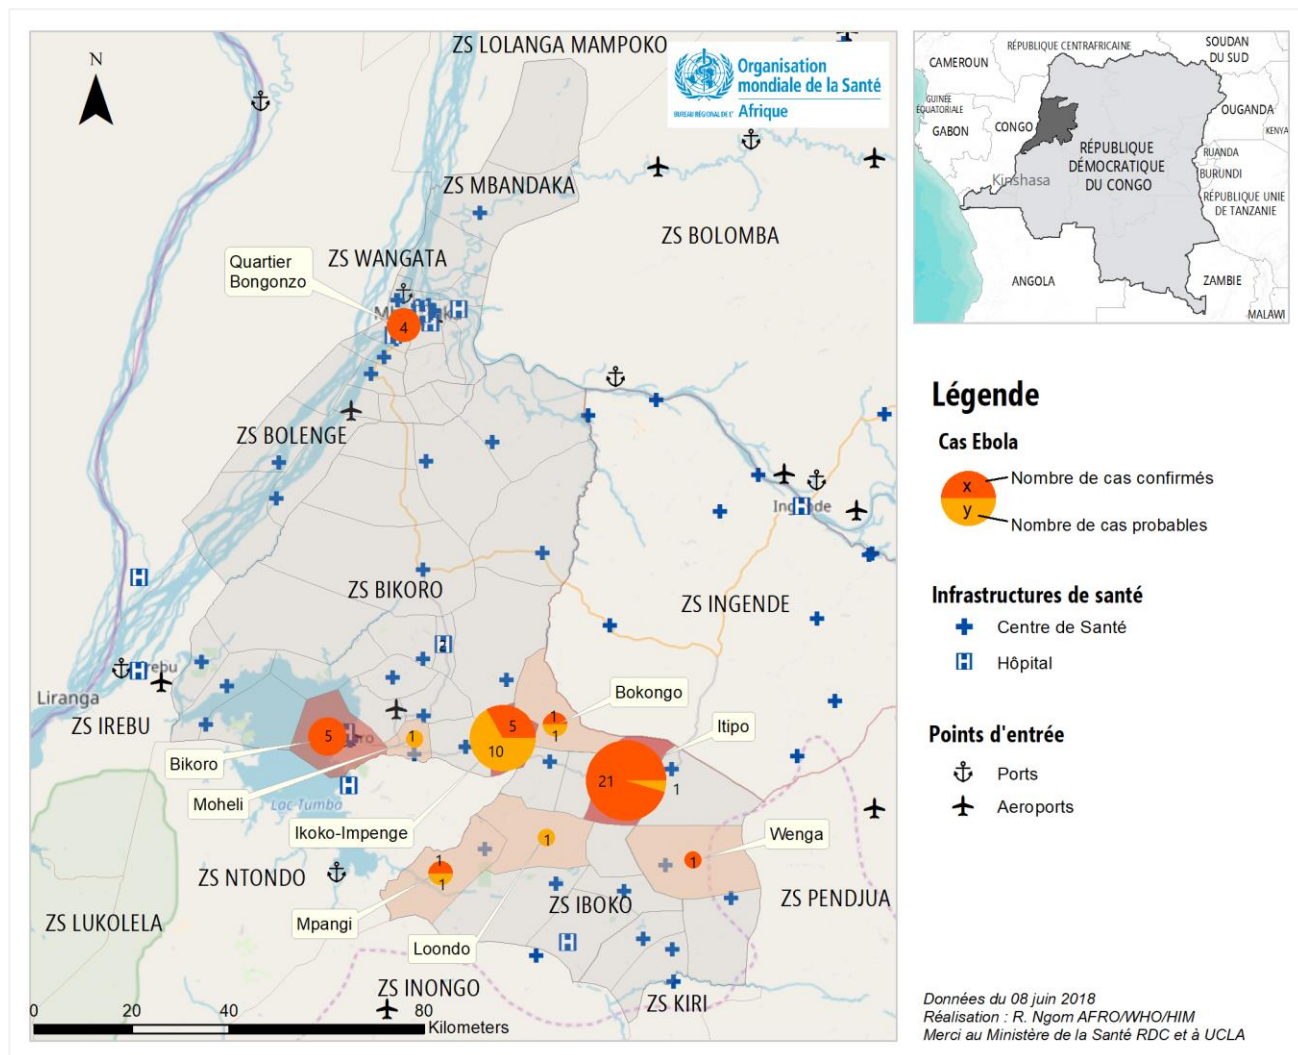 ZS LOLANGA MAMPOKO
N
Organisation
mondiale de la Santé
BUREAU RÉGIONAL DE L'
Afrique
ZS MBANDAKA
ZS BOLOMBA
ZS WANGATA
Quartier
Bongonzo
4
ZS BOLENGE
ZS BIKORO
ZS INGENDE
Liranga
ZS IREBU
Bokongo
Itipo
1
1
5
10
5
1
21
1
Bikoro
Moheli
Lac Tumba
Ikoko-Impenge
1
Wenga
1
1
1
ZS NTONDO
Mpangi
ZS IBOKO
ZS PENDJUA
ZS LUKOLELA
Loondo
ZS INONGO
ZS KIRI
0
20
40
80
Kilometers
RÉPUBLIQUE CENTRAFRICAINE
SOUDAN
DU SUD
CAMEROUN
GUINÉE
ÉQUATORIALE
OUGANDA
GABON
CONGO
KENYA
RÉPUBLIQUE
DÉMOCRATIQUE
DU CONGO
RUANDA
BURUNDI
Kinshasa
RÉPUBLIQUE UNIE
DE TANZANIE
ANGOLA
ZAMBIE
MALAWI
Légende
Cas Ebola
x
Nombre de cas confirmés
y
Nombre de cas probables
Infrastructures de santé
Centre de Santé
H
Hôpital
Points d'entrée
Ports
Aeroports
Données du 08 juin 2018
Réalisation : R. Ngom AFRO/WHO/HIM
Merci au Ministère de la Santé RDC et à UCLA